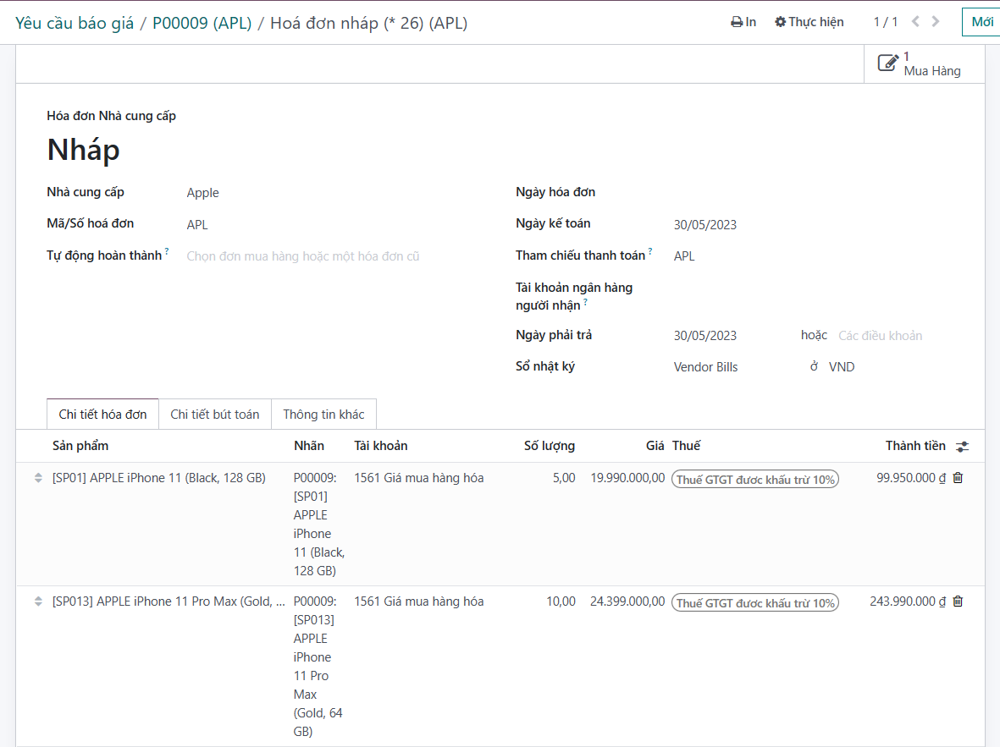 Yêu cầu báo giá / P00009 (APL) / Hoá đơn nháp (* 26) (APL)
In
Thực hiện
1 / 1
Mới
1
Mua Hàng
Hóa đơn Nhà cung cấp
Nháp
Nhà cung cấp Apple
Mã/Số hoá đơn APL
Tự động hoàn thành ? Chọn đơn mua hàng hoặc một hóa đơn cũ
Ngày hóa đơn
Ngày kế toán 30/05/2023
Tham chiếu thanh toán ? APL
Tài khoản ngân hàng
người nhận ?
Ngày phải trả 30/05/2023 hoặc Các điều khoản
Sổ nhật ký Vendor Bills ở VND
Chi tiết hóa đơn Chi tiết bút toán Thông tin khác
Sản phẩm Nhãn Tài khoản Số lượng Giá Thuế Thành tiền
[SP01] APPLE iPhone 11 (Black, 128 GB) P00009: 1561 Giá mua hàng hóa 5,00 19.990.000,00 Thuế GTGT được khấu trừ 10% 99.950.000 ₫
[SP01]
APPLE
iPhone
11 (Black,
128 GB)
[SP013] APPLE iPhone 11 Pro Max (Gold, ... P00009: 1561 Giá mua hàng hóa 10,00 24.399.000,00 Thuế GTGT được khấu trừ 10% 243.990.000 ₫
[SP013]
APPLE
iPhone
11 Pro
Max
(Gold, 64
GB)